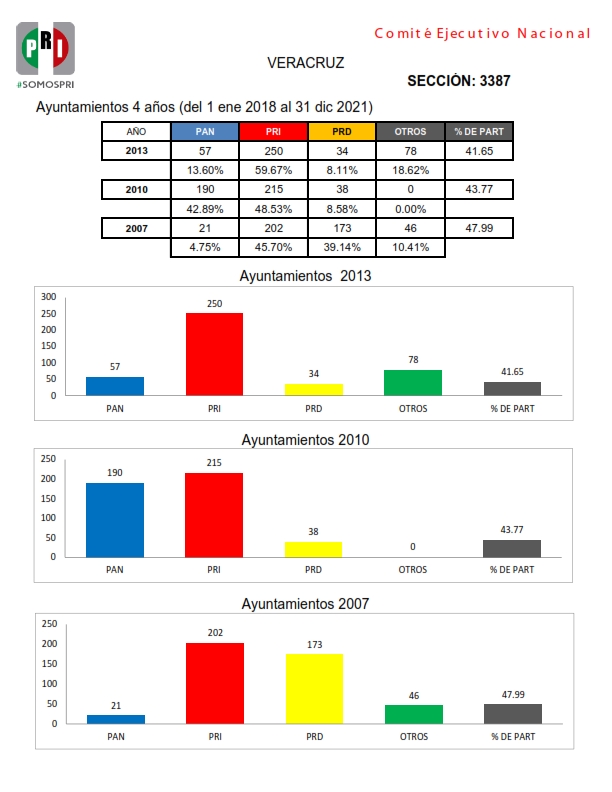 Comité Ejecutivo Nacional
PRI
#SOMOSPRI
VERACRUZ
SECCIÓN: 3387
Ayuntamientos 4 años (del 1 ene 2018 al 31 dic 2021)
AÑO PAN PRI PRD OTROS % DE PART
2013 57 250 34 78 41.65
13.60% 59.67% 8.11% 18.62%
2010 190 215 38 0 43.77
42.89% 48.53% 8.58% 0.00%
2007 21 202 173 46 47.99
4.75% 45.70% 39.14% 10.41%
Ayuntamientos 2013
300
250
200
150
100
50
0
57 250 34 78 41.65
PAN PRI PRD OTROS % DE PART
Ayuntamientos 2010
250
200
150
100
50
0
190 215 38 0 43.77
PAN PRI PRD OTROS % DE PART
Ayuntamientos 2007
250
200
150
100
50
0
21 202 173 46 47.99
PAN PRI PRD OTROS % DE PART